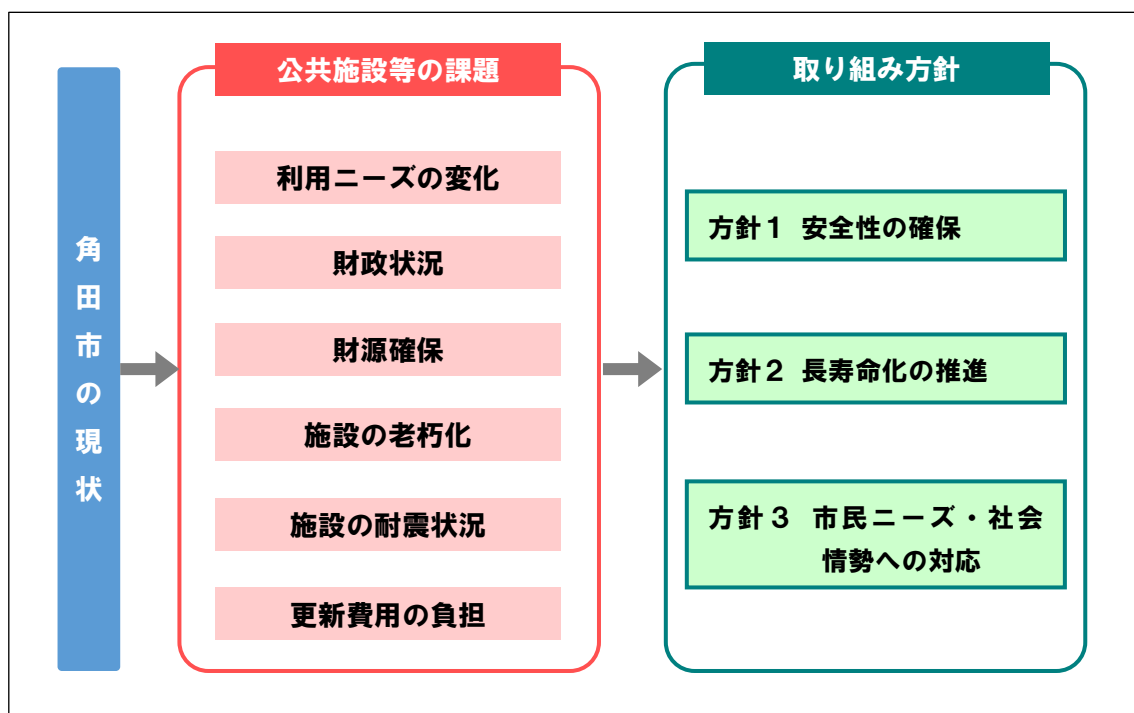 角田市の現状
公共施設等の課題
利用ニーズの変化
財政状況
財源確保
施設の老朽化
施設の耐震状況
更新費用の負担
取り組み方針
方針１ 安全性の確保
方針２ 長寿命化の推進
方針３ 市民ニーズ・社会
情勢への対応